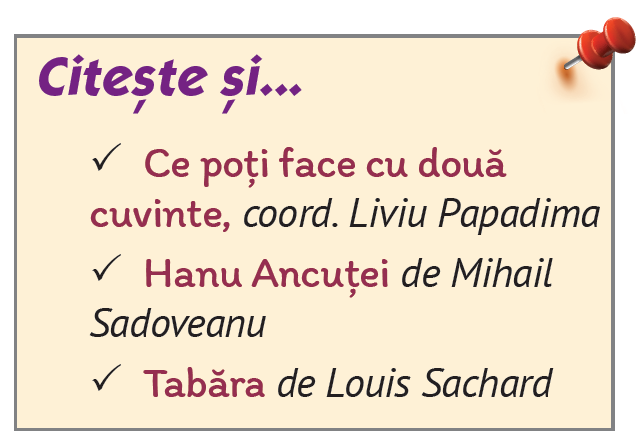 Citește și...
✓ Ce poți face cu două
cuvinte, coord. Liviu Papadima
✓ Hanu Ancuței de Mihail
Sadoveanu
✓ Tabăra de Louis Sachard